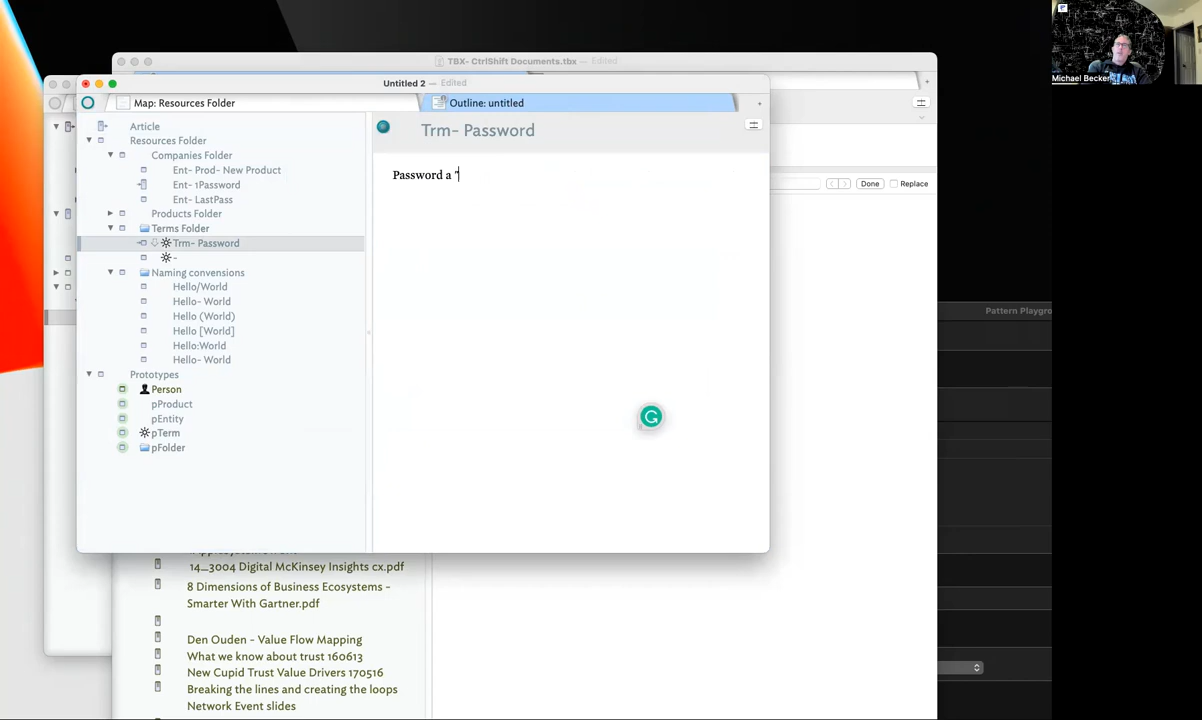 TBX- CtrlShift Documents.tbx — Edited
Untitled 2 — Edited
Map: Resources Folder
Outline: untitled
Article
Resources Folder
Companies Folder
Ent- Prod- New Product
Ent- 1Password
Ent- LastPass
Products Folder
Terms Folder
Trm- Password
-
Naming convensions
Hello/World
Hello- World
Hello (World)
Hello [World]
Hello:World
Hello- World
Prototypes
Person
pProduct
pEntity
pTerm
pFolder
Trm- Password
Password a "
Done
Replace
Pattern Playgro
14_3004 Digital McKinsey Insights cx.pdf
8 Dimensions of Business Ecosystems -
Smarter With Gartner.pdf
Den Ouden - Value Flow Mapping
What we know about trust 160613
New Cupid Trust Value Drivers 170516
Breaking the lines and creating the loops
Network Event slides
Michael Becker